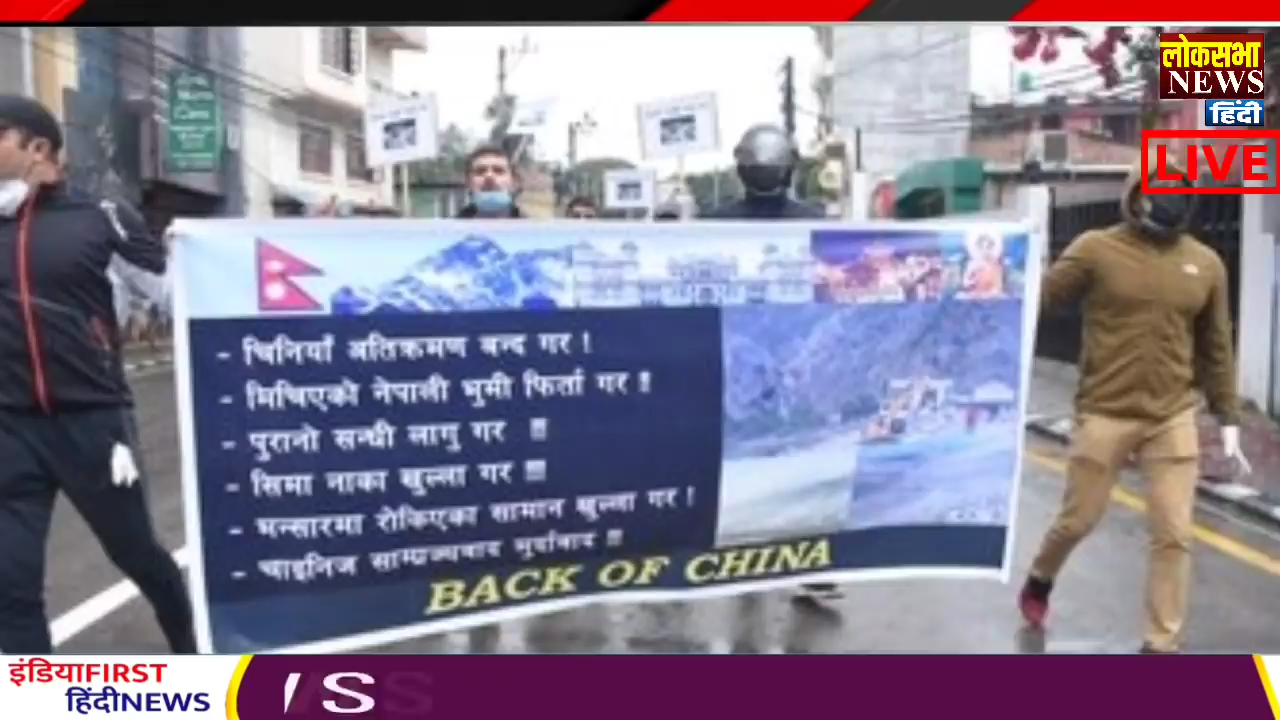 लोकसभा
NEWS
हिंदी
LIVE
- चिनियाँ अतिक्रमण बन्द गर !
- मिचिएको नेपाली भुमी फिर्ता गर !!
- पुरानो सन्धी लागु गर !!!
- सिमा नाका खुल्ला गर !!!!
- भन्सारमा रोकिएका सामान खुल्ला गर !
- चाइनिज साम्राज्यवाद मुर्दावाद !!!
BACK OF CHINA
इंडियाFIRST
हिंदीNEWS